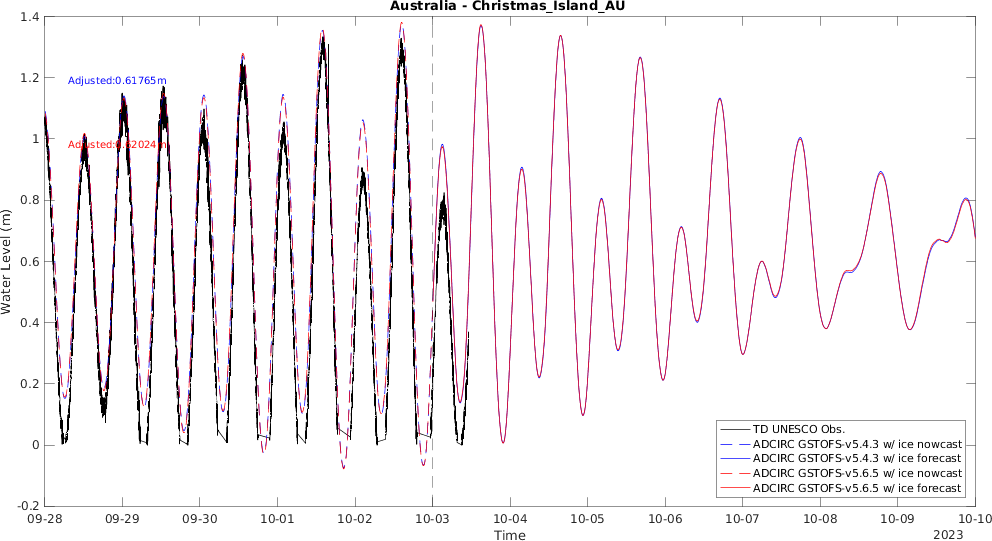 Australia - Christmas_Island_AU
1.4
1.2
1
0.8
0.6
0.4
0.2
0
-0.2
Water Level (m)
Adjusted:0.61765m
Adjusted:0.62024m
TD UNESCO Obs.
ADCIRC GSTOFS-v5.4.3 w/ ice nowcast
ADCIRC GSTOFS-v5.4.3 w/ ice forecast
ADCIRC GSTOFS-v5.6.5 w/ ice nowcast
ADCIRC GSTOFS-v5.6.5 w/ ice forecast
09-28 09-29 09-30 10-01 10-02 10-03 10-04 10-05 10-06 10-07 10-08 10-09 10-10
Time
2023